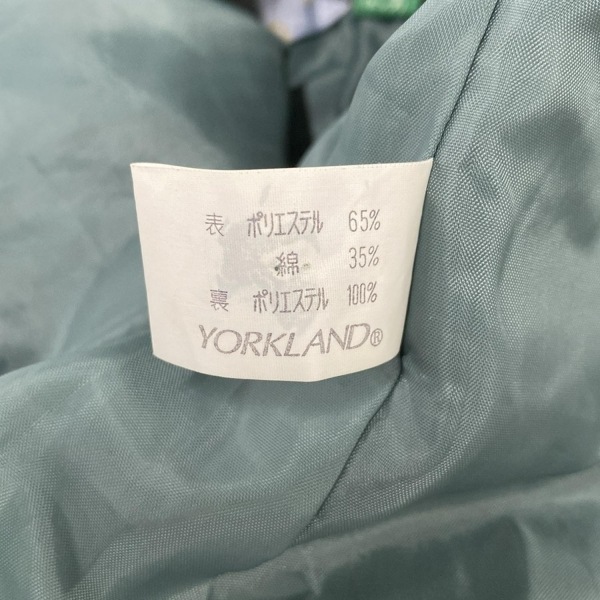 表 ポリエステル 65%
綿 35%
裏 ポリエステル 100%
YORKLAND®